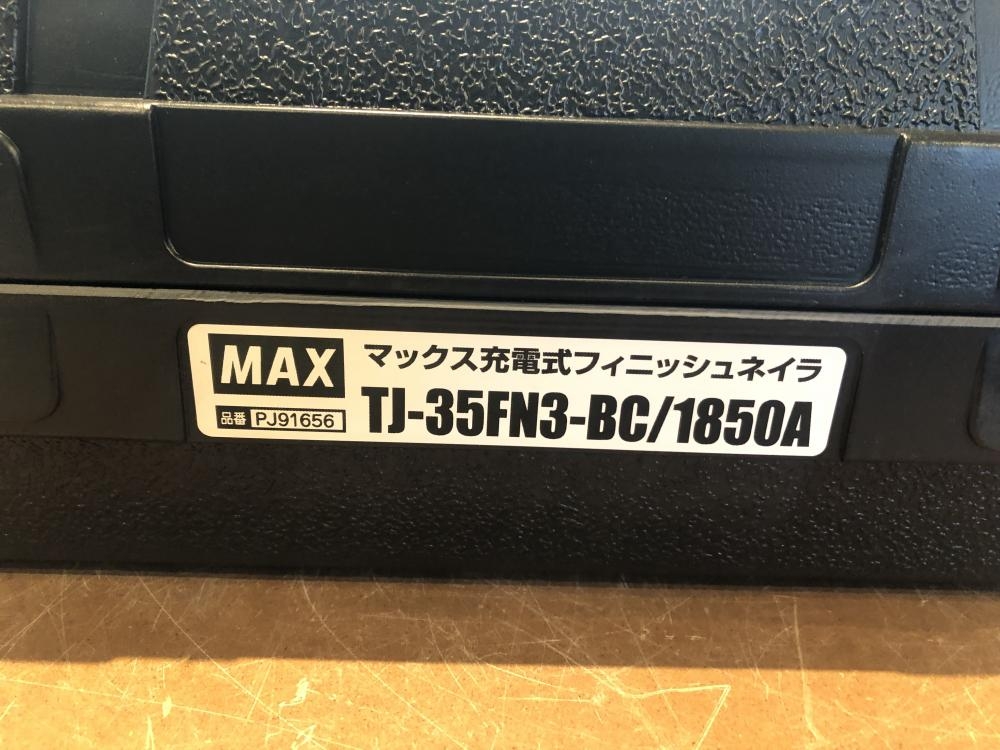 MAX
マックス充電式フィニッシュネイラ
品番 PJ91656
TJ-35FN3-BC/1850A